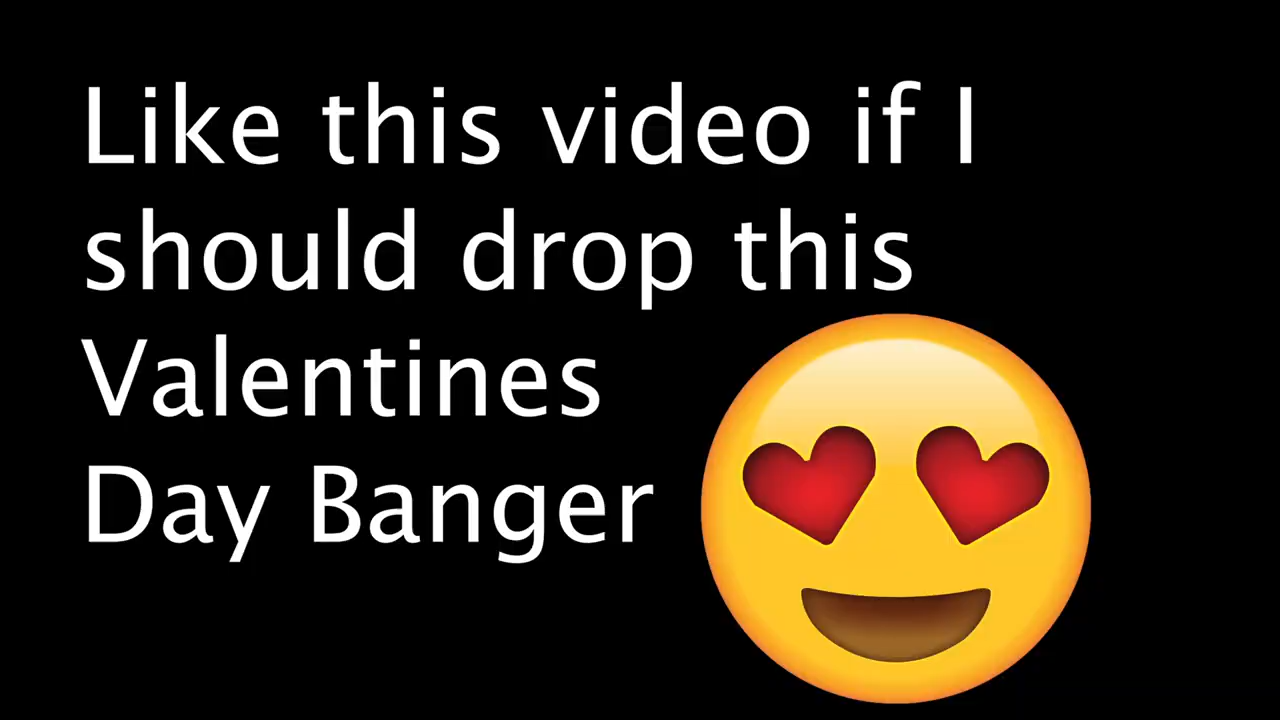 Like this video if I
should drop this
Valentines
Day Banger